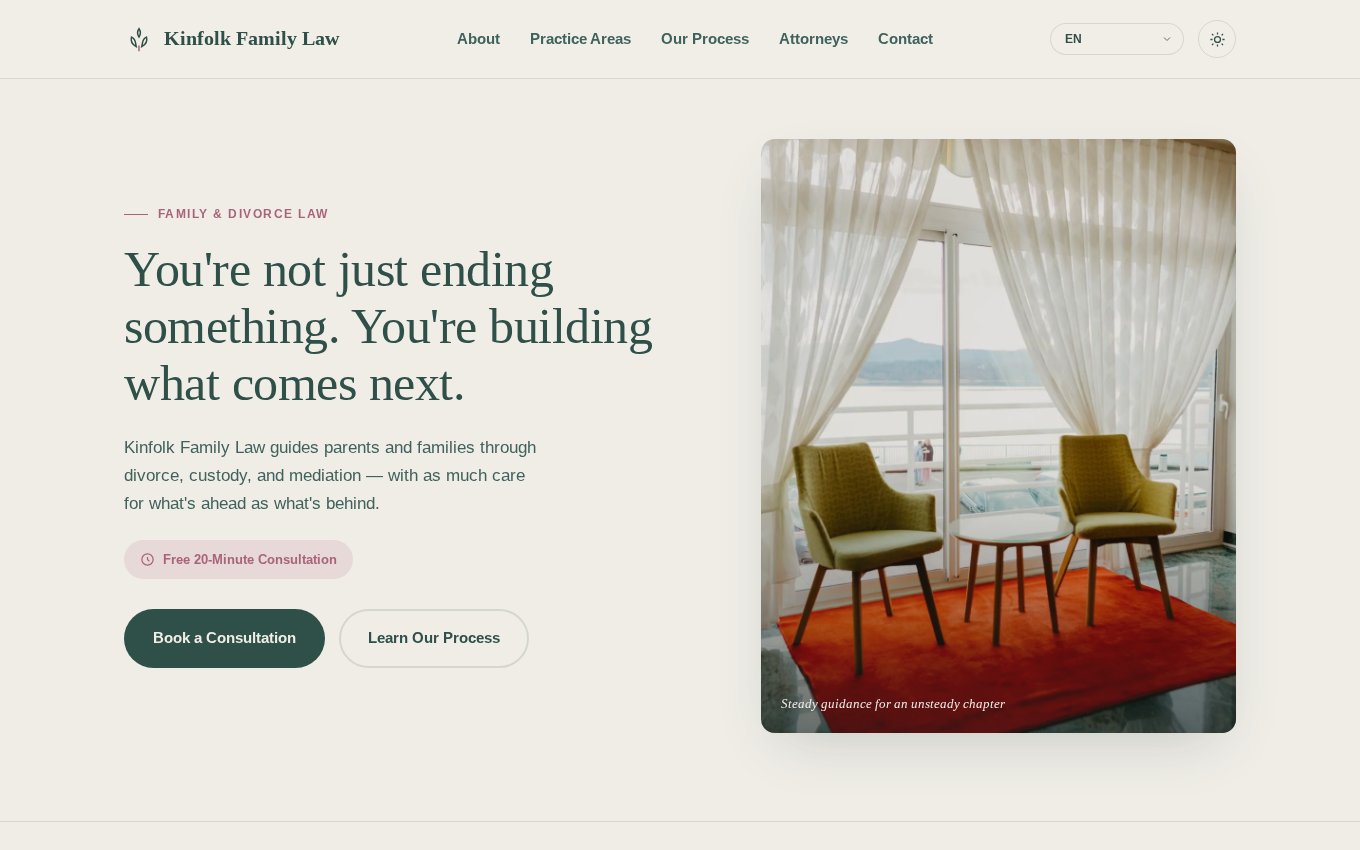 Kinfolk Family Law
About
Practice Areas
Our Process
Attorneys
Contact
EN
FAMILY & DIVORCE LAW
You're not just ending
something. You're building
what comes next.
Kinfolk Family Law guides parents and families through
divorce, custody, and mediation — with as much care
for what's ahead as what's behind.
Free 20-Minute Consultation
Book a Consultation
Learn Our Process
Steady guidance for an unsteady chapter